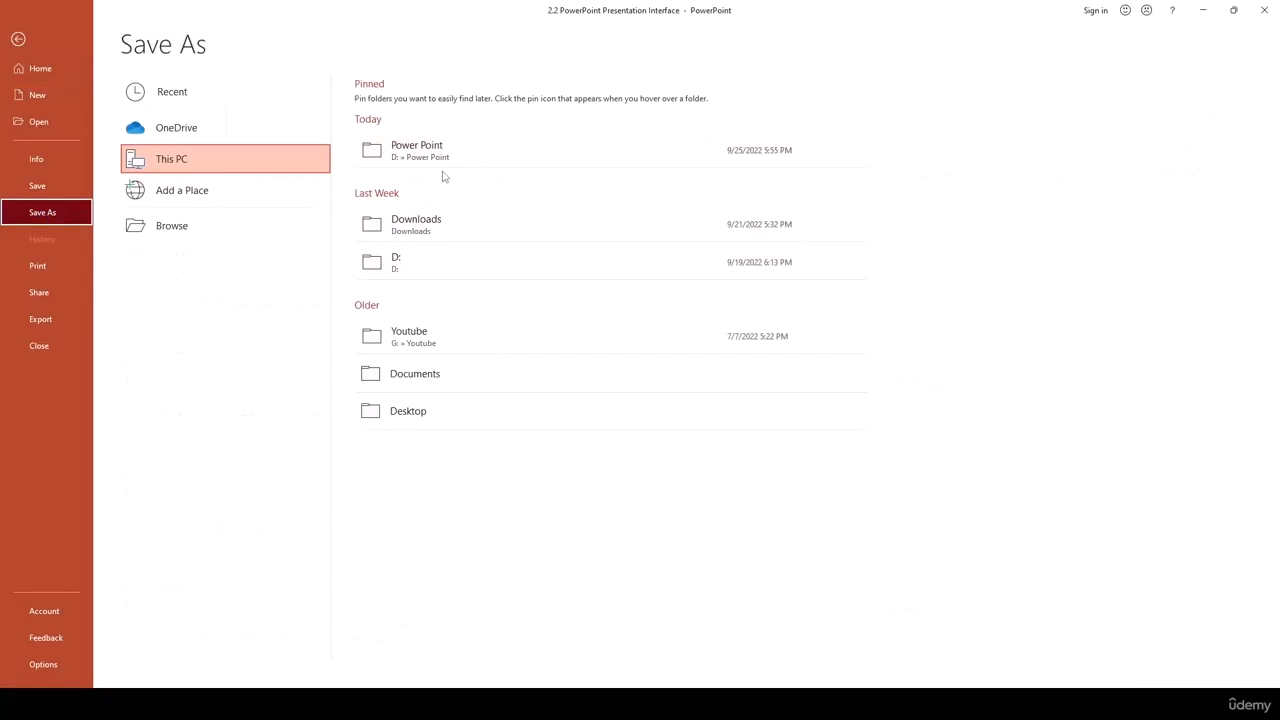 2.2 PowerPoint Presentation Interface - PowerPoint
Sign in
?
Save As
Home
New
Open
Info
Save
Save As
History
Print
Share
Export
Close
Account
Feedback
Options
Recent
OneDrive
This PC
Add a Place
Browse
Pinned
Pin folders you want to easily find later. Click the pin icon that appears when you hover over a folder.
Today
Power Point 9/25/2022 5:55 PM
D: » Power Point
Last Week
Downloads 9/21/2022 5:32 PM
Downloads
D: 9/19/2022 6:13 PM
D:
Older
Youtube 7/7/2022 5:22 PM
G: » Youtube
Documents
Desktop
ûdemy